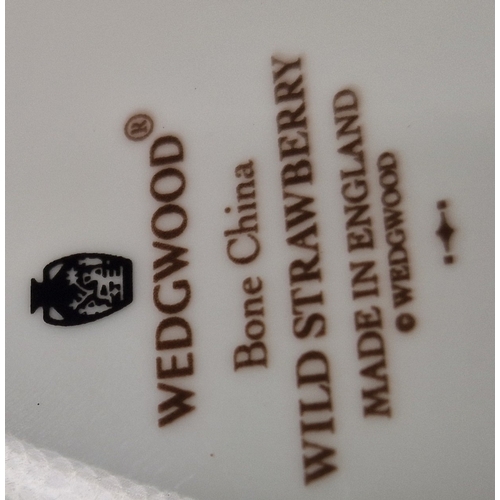 WEDGWOOD®
Bone China
WILD STRAWBERRY
MADE IN ENGLAND
© WEDGWOOD